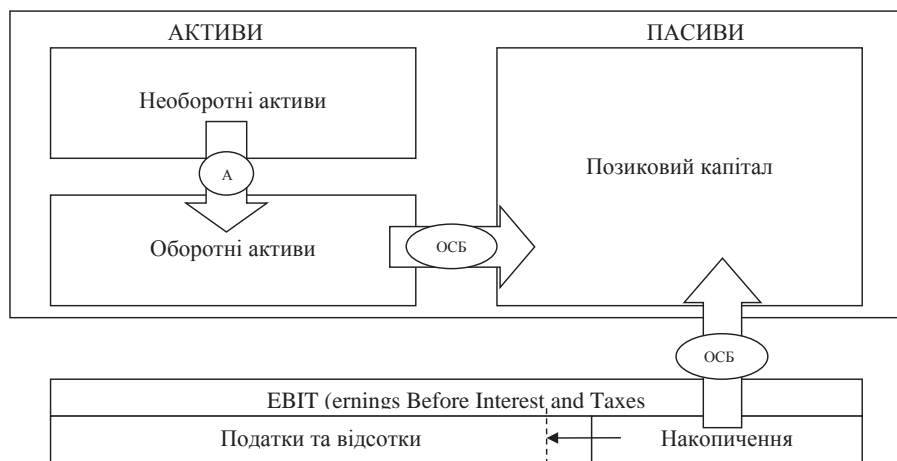 АКТИВИ
ПАСИВИ
Необоротні активи
А
Позиковий капітал
Оборотні активи
ОСБ
ОСБ
EBIT (ernings Before Interest and Taxes
Податки та відсотки
Накопичення